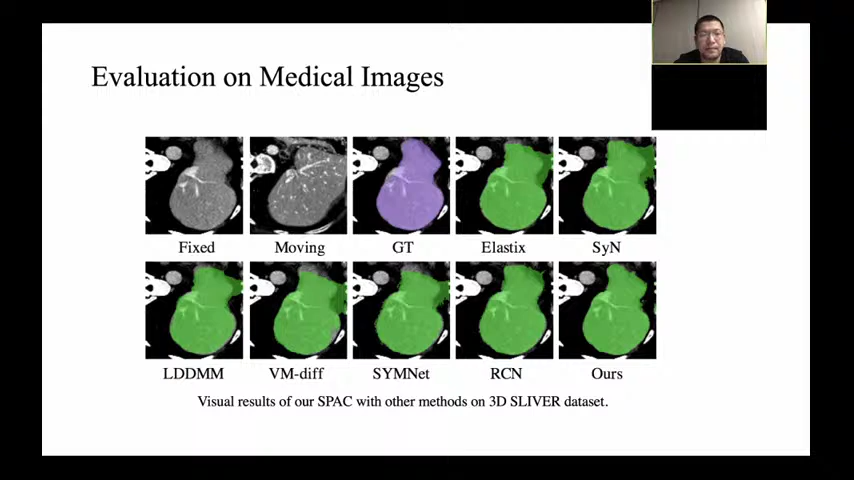 Evaluation on Medical Images
Fixed Moving GT Elastix SyN
LDDMM VM-diff SYMNet RCN Ours
Visual results of our SPAC with other methods on 3D SLIVER dataset.